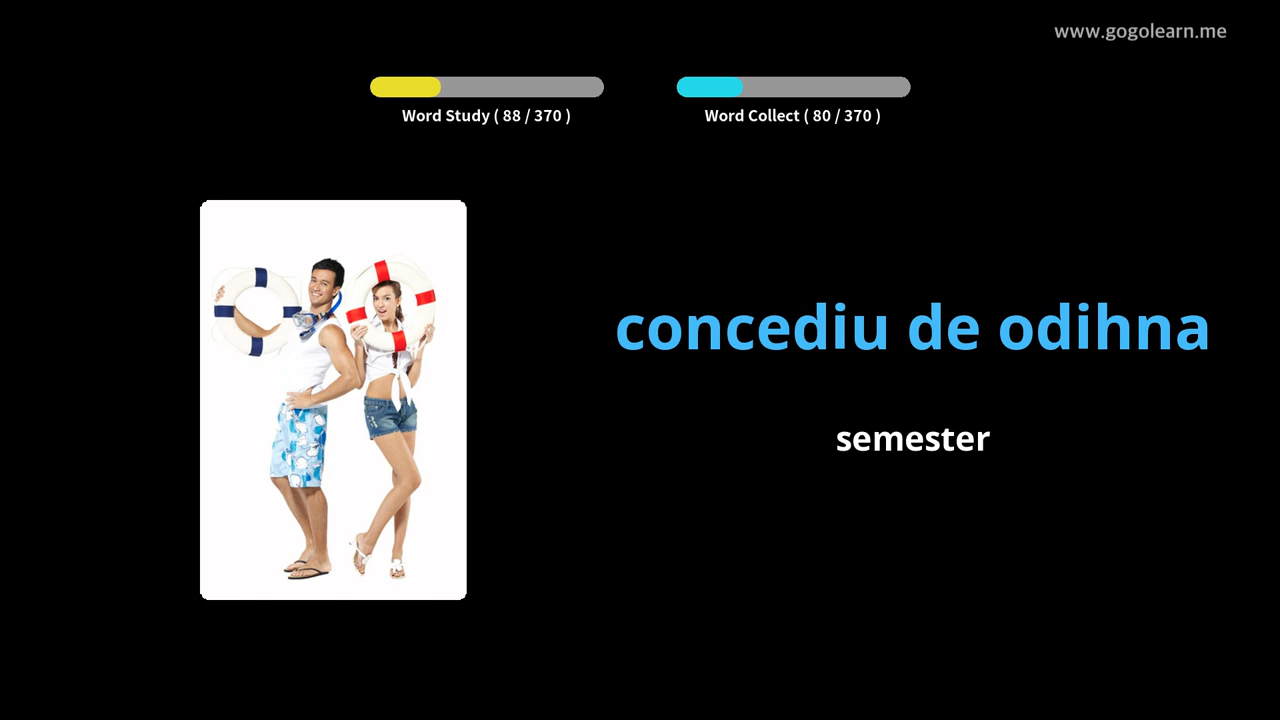 www.gogolearn.me
Word Study ( 88 / 370 )
Word Collect ( 80 / 370 )
concediu de odihna
semester